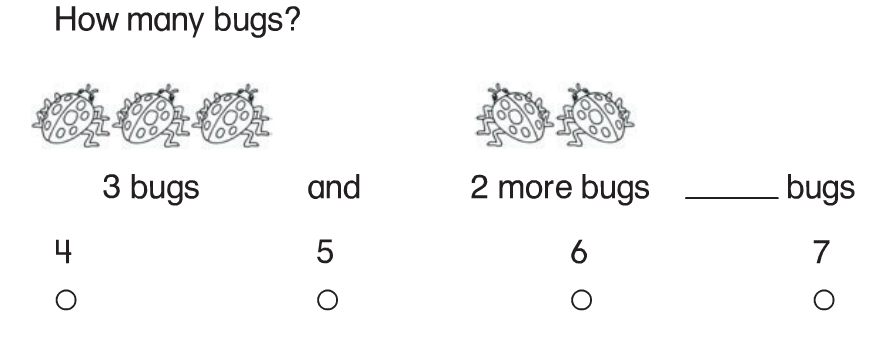 How many bugs?
3 bugs and 2 more bugs ______ bugs
4 5 6 7